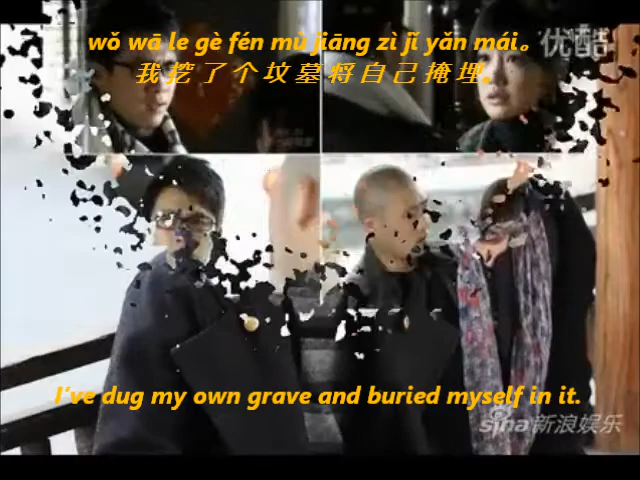 wǒ wā le gè fén mù jiāng zì jǐ yǎn mái。
优酷
我挖了个坟墓将自己掩埋。
I've dug my own grave and buried myself in it.
sina新浪娱乐